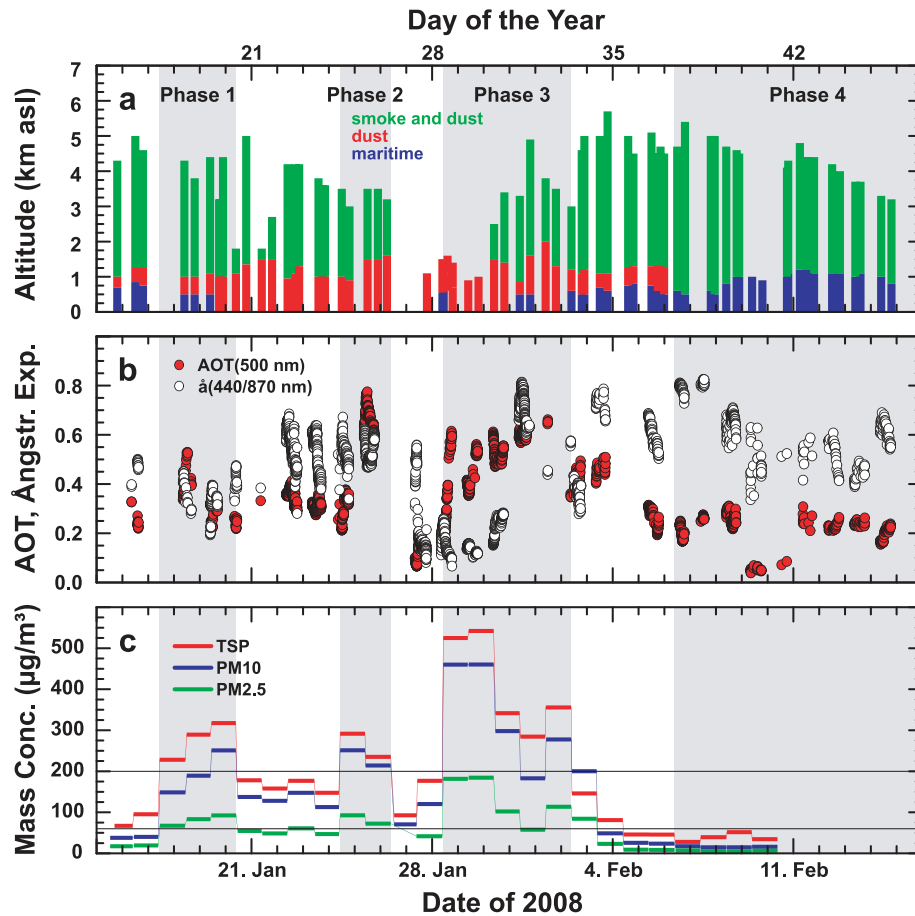 Day of the Year
21 28 35 42
7
6
5
4
3
2
1
0
Altitude (km asl)
a
Phase 1 Phase 2 Phase 3 Phase 4
smoke and dust
dust
maritime
0.8
0.6
0.4
0.2
0.0
AOT, Ångstr. Exp.
b
AOT(500 nm)
å(440/870 nm)
500
400
300
200
100
0
Mass Conc. (µg/m³)
c
TSP
PM10
PM2.5
21. Jan 28. Jan 4. Feb 11. Feb
Date of 2008